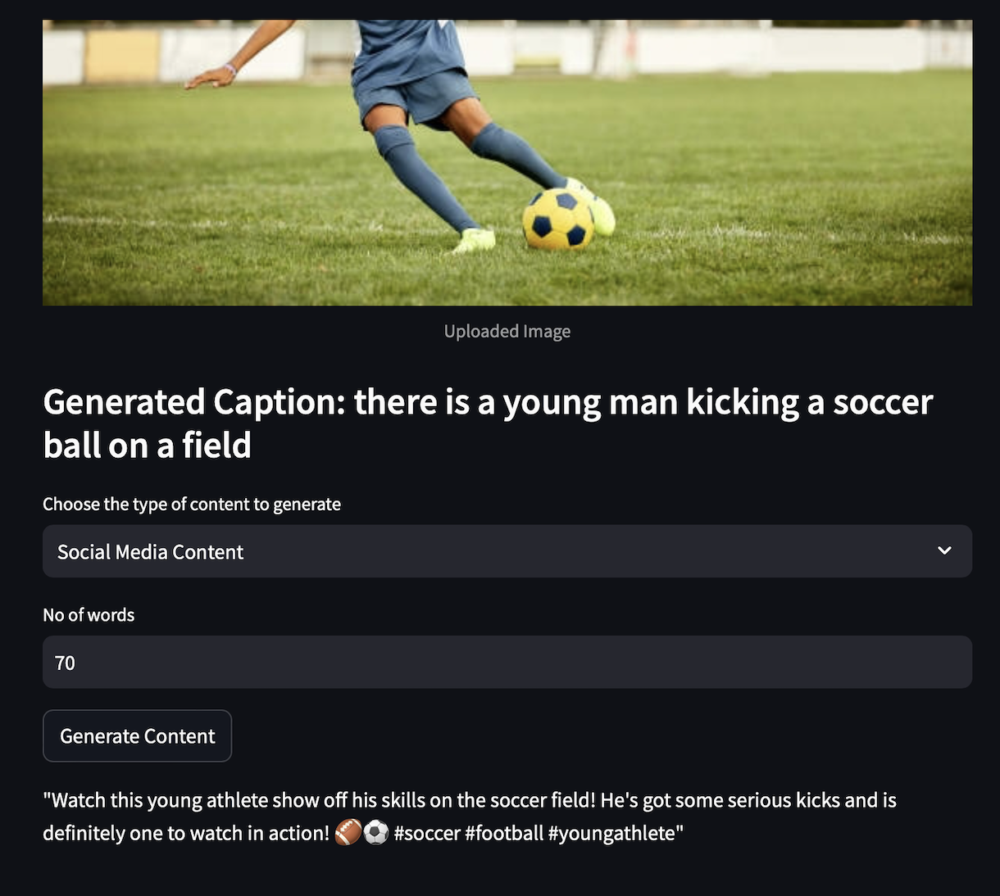 Uploaded Image
Generated Caption: there is a young man kicking a soccer
ball on a field
Choose the type of content to generate
Social Media Content
No of words
70
Generate Content
"Watch this young athlete show off his skills on the soccer field! He's got some serious kicks and is
definitely one to watch in action! 🏈⚽ #soccer #football #youngathlete"